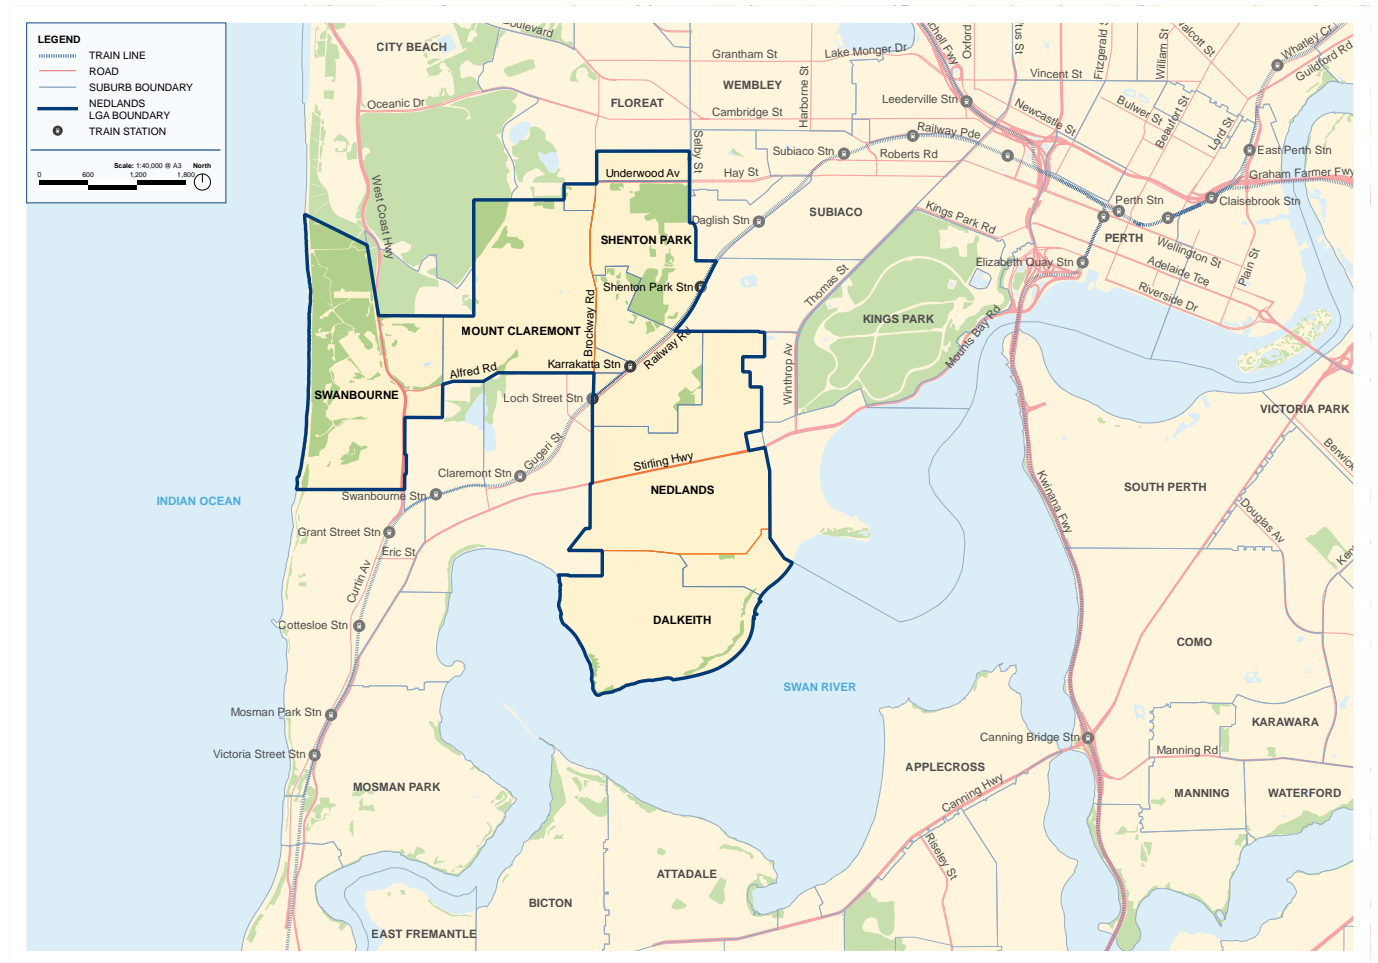 LEGEND
TRAIN LINE
ROAD
SUBURB BOUNDARY
NEDLANDS
LGA BOUNDARY
TRAIN STATION
Scale: 1:40,000 @ A3 North
0 600 1,200 1,800
CITY BEACH
Boulevard
Grantham St
Lake Monger Dr
Oxford
Fitzgerald S
William St
Whatley Cr
Guildford Rd
Vincent St
WEMBLEY
Harborne St
Oceanic Dr
FLOREAT
Cambridge St
Leederville Stn
Newcastle St
Bulwer St
Beaufort St
Lord St
Railway Pde
Selby St
Subiaco Stn
Roberts Rd
East Perth Stn
Underwood Av
Hay St
Graham Farmer Fwy
West Coast Hwy
Daglish Stn
SUBIACO
Kings Park Rd
Perth Stn
Claisebrook Stn
PERTH
SHENTON PARK
Wellington St
Elizabeth Quay Stn
Adelaide Tce
Plain St
Riverside Dr
Shenton Park Stn
Thomas St
KINGS PARK
Mounts Bay Rd
MOUNT CLAREMONT
Brockway Rd
Railway Rd
Karrakatta Stn
Alfred Rd
Winthrop Av
SWANBOURNE
Loch Street Stn
VICTORIA PARK
Gugeri St
Stirling Hwy
Claremont Stn
Berwick
Swanbourne Stn
NEDLANDS
Kwinana Fwy
SOUTH PERTH
INDIAN OCEAN
Douglas Av
Grant Street Stn
Eric St
Curtin Av
Cottesloe Stn
DALKEITH
COMO
SWAN RIVER
Mosman Park Stn
KARAWARA
Victoria Street Stn
Canning Bridge Stn
Manning Rd
MOSMAN PARK
APPLECROSS
Canning Hwy
MANNING
WATERFORD
Riseley St
ATTADALE
BICTON
EAST FREMANTLE